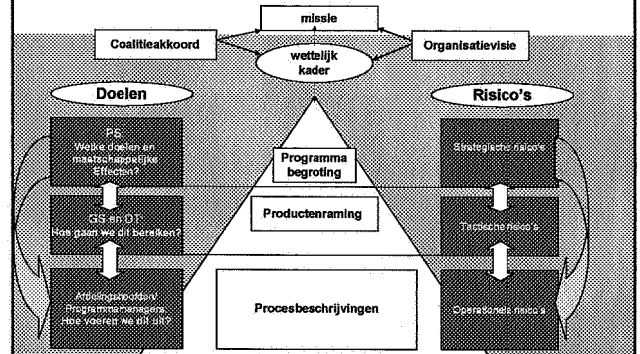 missie
Coalitieakkoord
Organisatievisie
wettelijk
kader
Doelen
Risico's
PS
Welke doelen en
maatschappelijke
Effecten?
Strategische risico's
Programma
begroting
GS en DT:
Hoe gaan we dit bereiken?
Productenraming
Tactische risico's
Afdelingshoofden/
Programmamanagers:
Hoe voeren we dit uit?
Procesbeschrijvingen
Operationele risico's